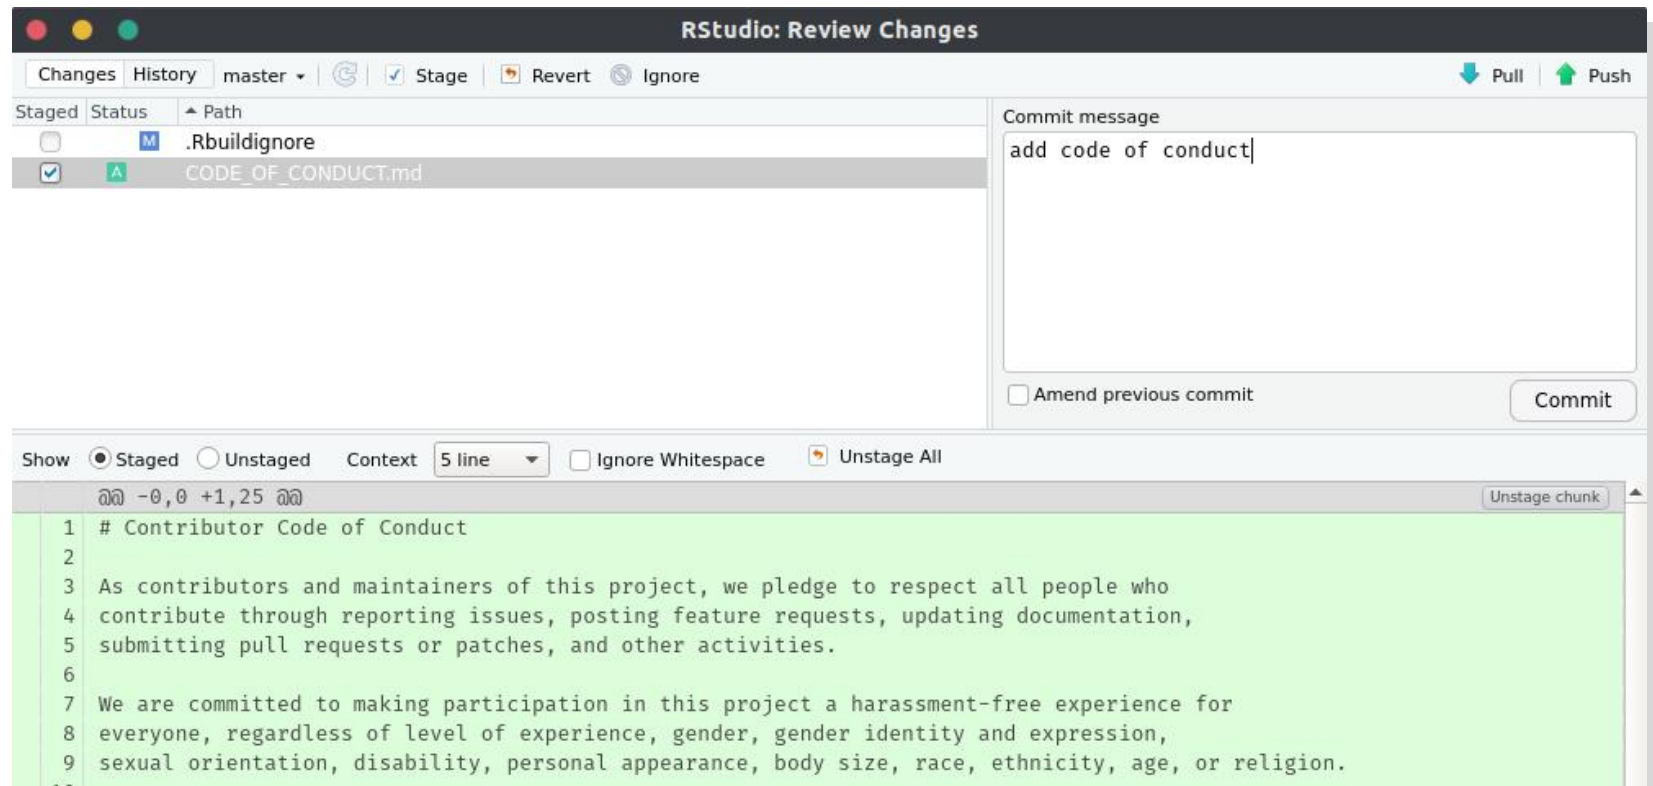 RStudio: Review Changes
Changes History master Stage Revert Ignore Pull Push
Staged Status Path
M .Rbuildignore
A CODE_OF_CONDUCT.md
Commit message
add code of conduct
Amend previous commit Commit
Show Staged Unstaged Context 5 line Ignore Whitespace Unstage All
@@ -0,0 +1,25 @@ Unstage chunk
1 # Contributor Code of Conduct
2
3 As contributors and maintainers of this project, we pledge to respect all people who
4 contribute through reporting issues, posting feature requests, updating documentation,
5 submitting pull requests or patches, and other activities.
6
7 We are committed to making participation in this project a harassment-free experience for
8 everyone, regardless of level of experience, gender, gender identity and expression,
9 sexual orientation, disability, personal appearance, body size, race, ethnicity, age, or religion.